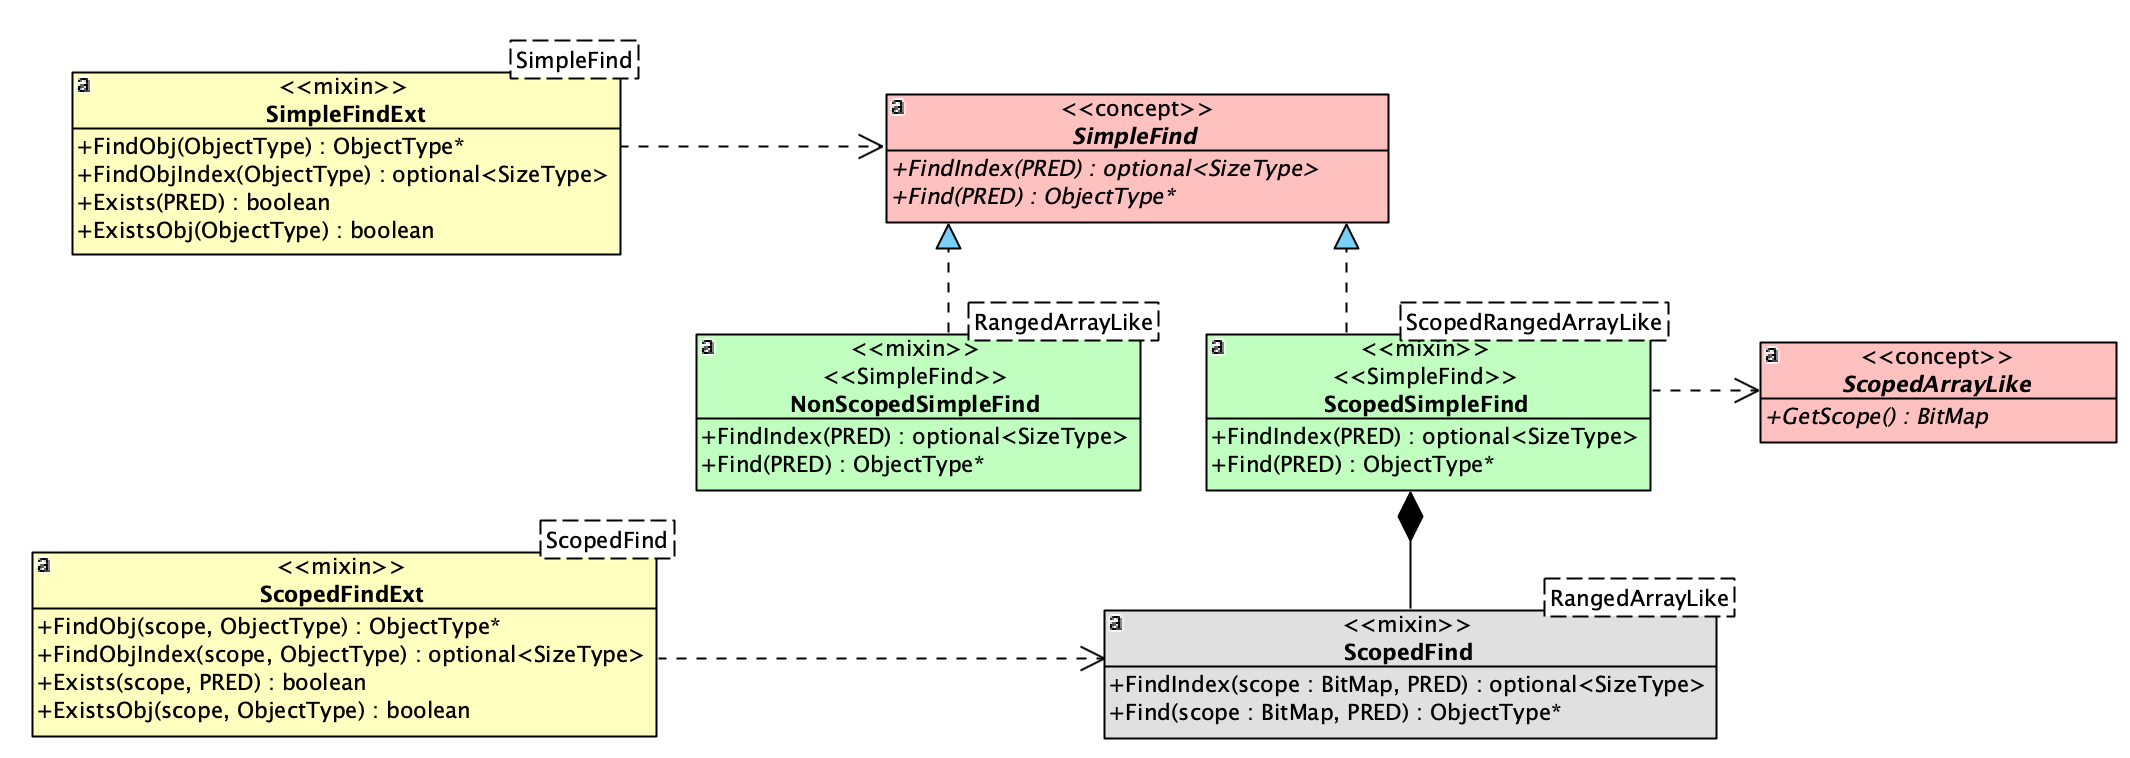 SimpleFind
a
<<mixin>>
SimpleFindExt
+FindObj(ObjectType) : ObjectType*
+FindObjIndex(ObjectType) : optional<SizeType>
+Exists(PRED) : boolean
+ExistsObj(ObjectType) : boolean
a
<<concept>>
SimpleFind
+FindIndex(PRED) : optional<SizeType>
+Find(PRED) : ObjectType*
RangedArrayLike
a
<<mixin>>
<<SimpleFind>>
NonScopedSimpleFind
+FindIndex(PRED) : optional<SizeType>
+Find(PRED) : ObjectType*
ScopedRangedArrayLike
a
<<mixin>>
<<SimpleFind>>
ScopedSimpleFind
+FindIndex(PRED) : optional<SizeType>
+Find(PRED) : ObjectType*
a
<<concept>>
ScopedArrayLike
+GetScope() : BitMap
ScopedFind
a
<<mixin>>
ScopedFindExt
+FindObj(scope, ObjectType) : ObjectType*
+FindObjIndex(scope, ObjectType) : optional<SizeType>
+Exists(scope, PRED) : boolean
+ExistsObj(scope, ObjectType) : boolean
RangedArrayLike
a
<<mixin>>
ScopedFind
+FindIndex(scope : BitMap, PRED) : optional<SizeType>
+Find(scope : BitMap, PRED) : ObjectType*